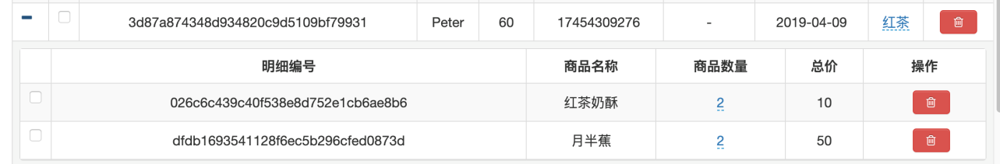 3d87a874348d934820c9d5109bf79931 Peter 60 17454309276 - 2019-04-09 红茶
明细编号 商品名称 商品数量 总价 操作
026c6c439c40f538e8d752e1cb6ae8b6 红茶奶酥 2 10
dfdb1693541128f6ec5b296cfed0873d 月半蕉 2 50